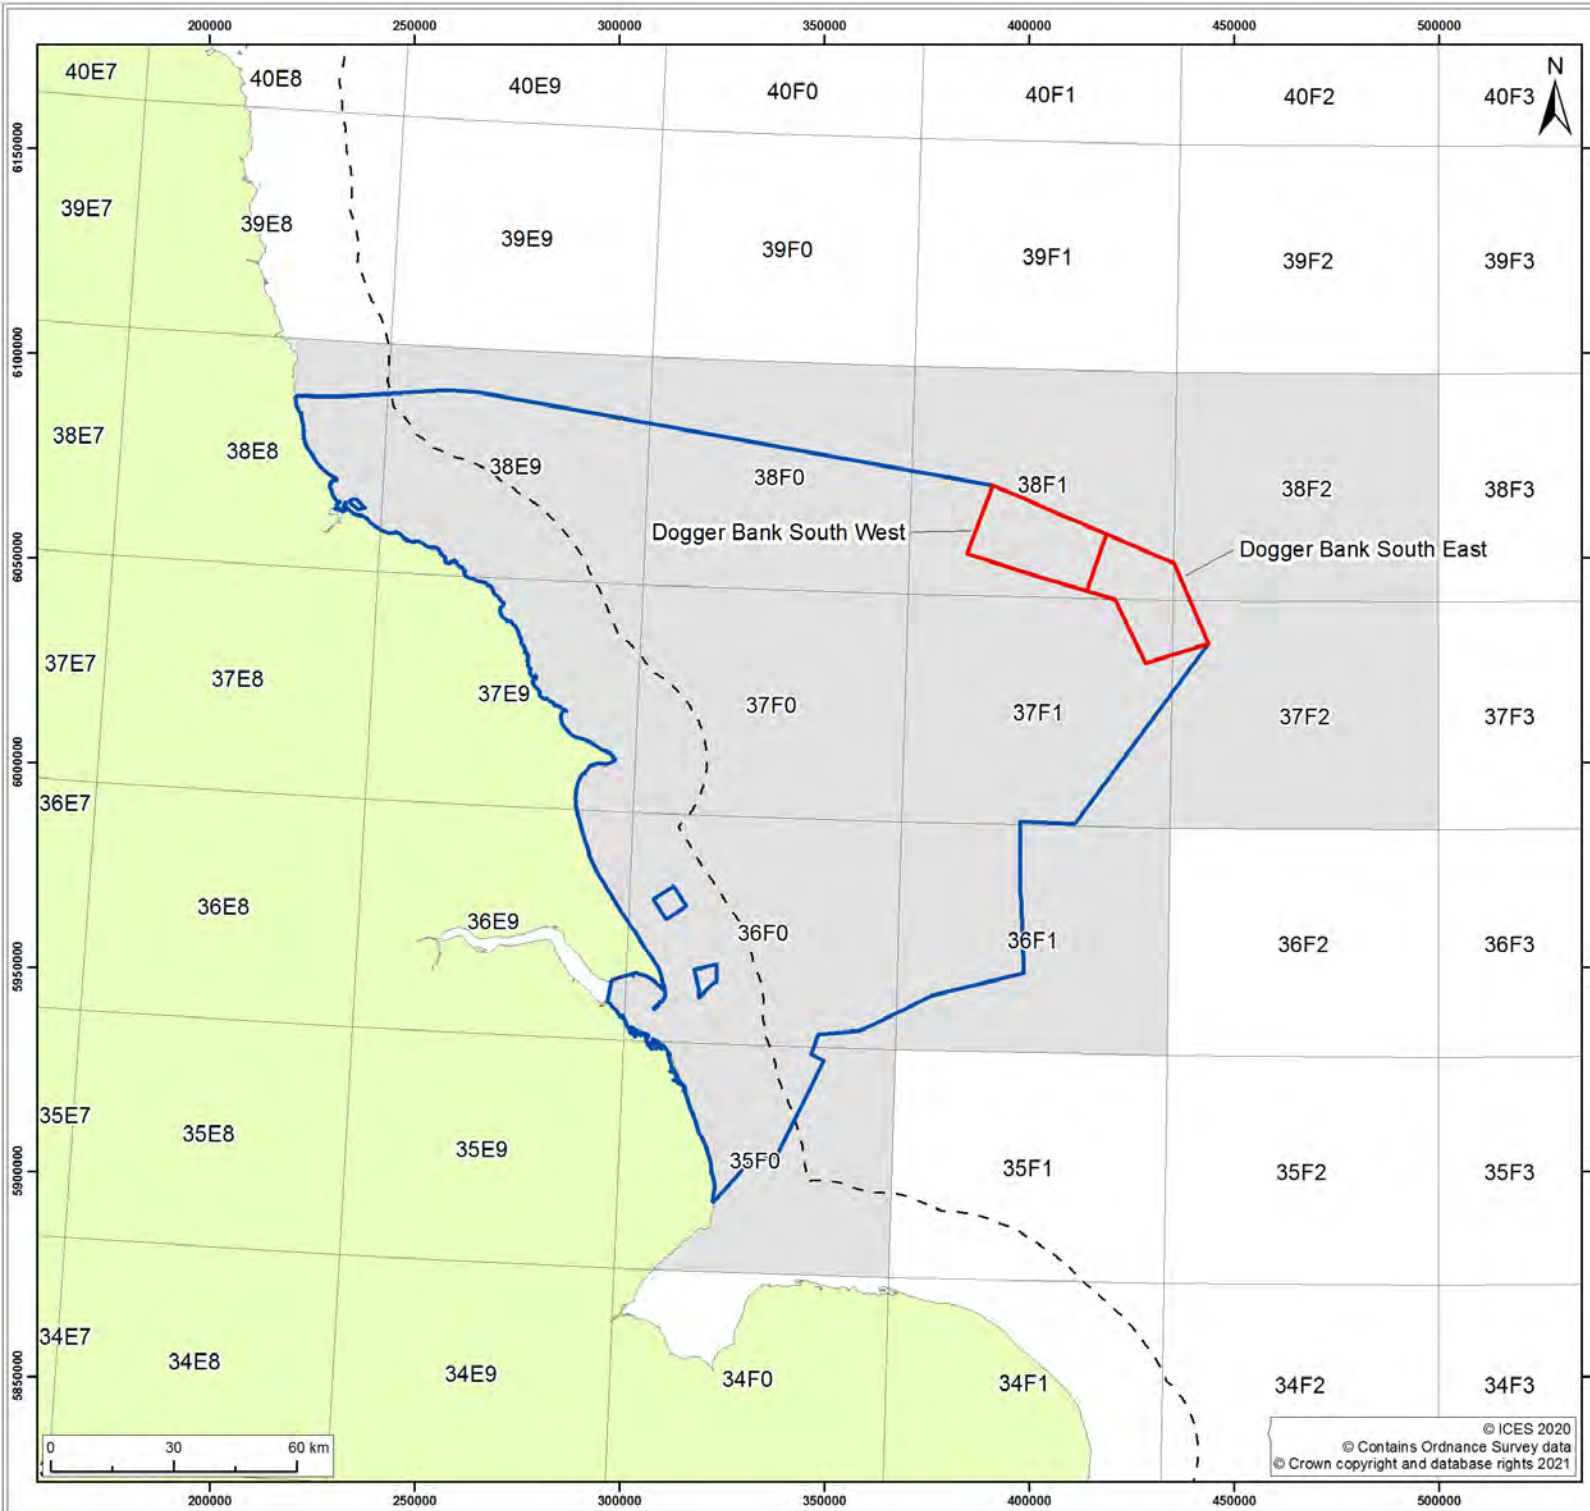 200000 250000 300000 350000 400000 450000 500000
N
40E7 40E8 40E9 40F0 40F1 40F2 40F3
6150000
39E7 39E8 39E9 39F0 39F1 39F2 39F3
6100000
38E7 38E8 38E9 38F0 38F1 38F2 38F3
Dogger Bank South West
Dogger Bank South East
6050000
37E7 37E8 37E9 37F0 37F1 37F2 37F3
6000000
36E7 36E8 36E9 36F0 36F1 36F2 36F3
5950000
35E7 35E8 35E9 35F0 35F1 35F2 35F3
5900000
34E7 34E8 34E9 34F0 34F1 34F2 34F3
5850000
0 30 60 km
© ICES 2020
© Contains Ordnance Survey data
© Crown copyright and database rights 2021
200000 250000 300000 350000 400000 450000 500000